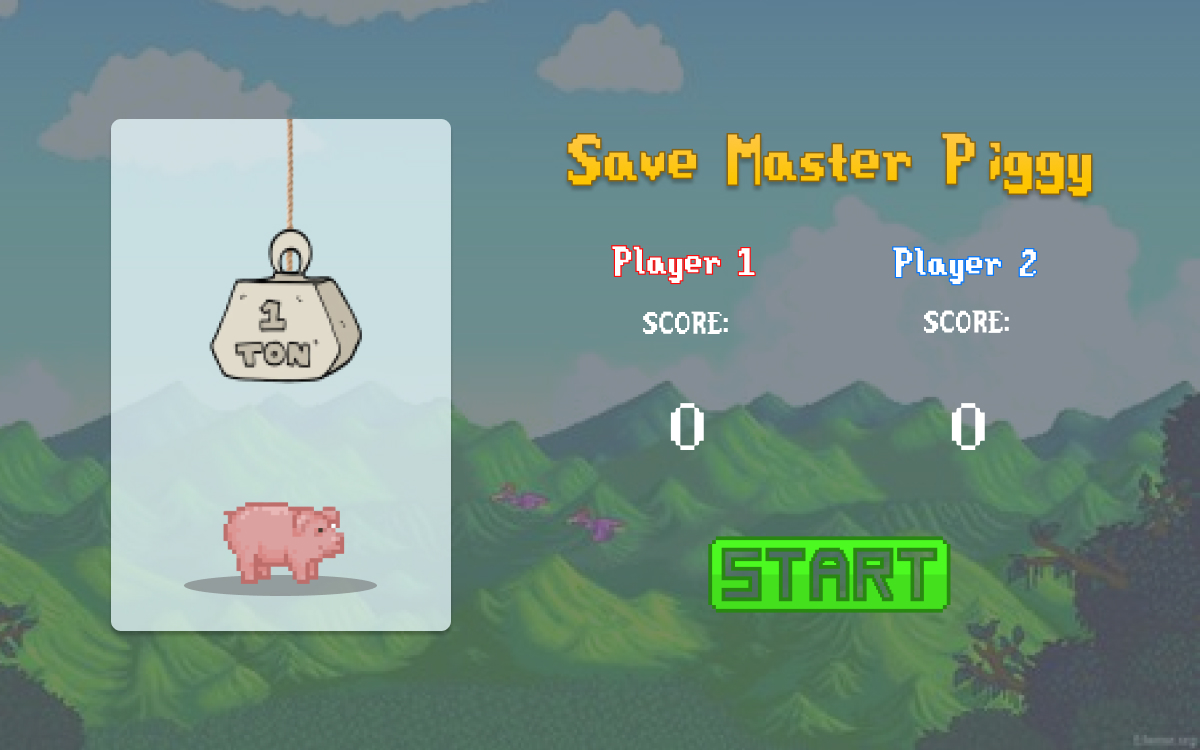 Save Master Piggy
Player 1
Player 2
SCORE:
SCORE:
0
0
1
TON
START